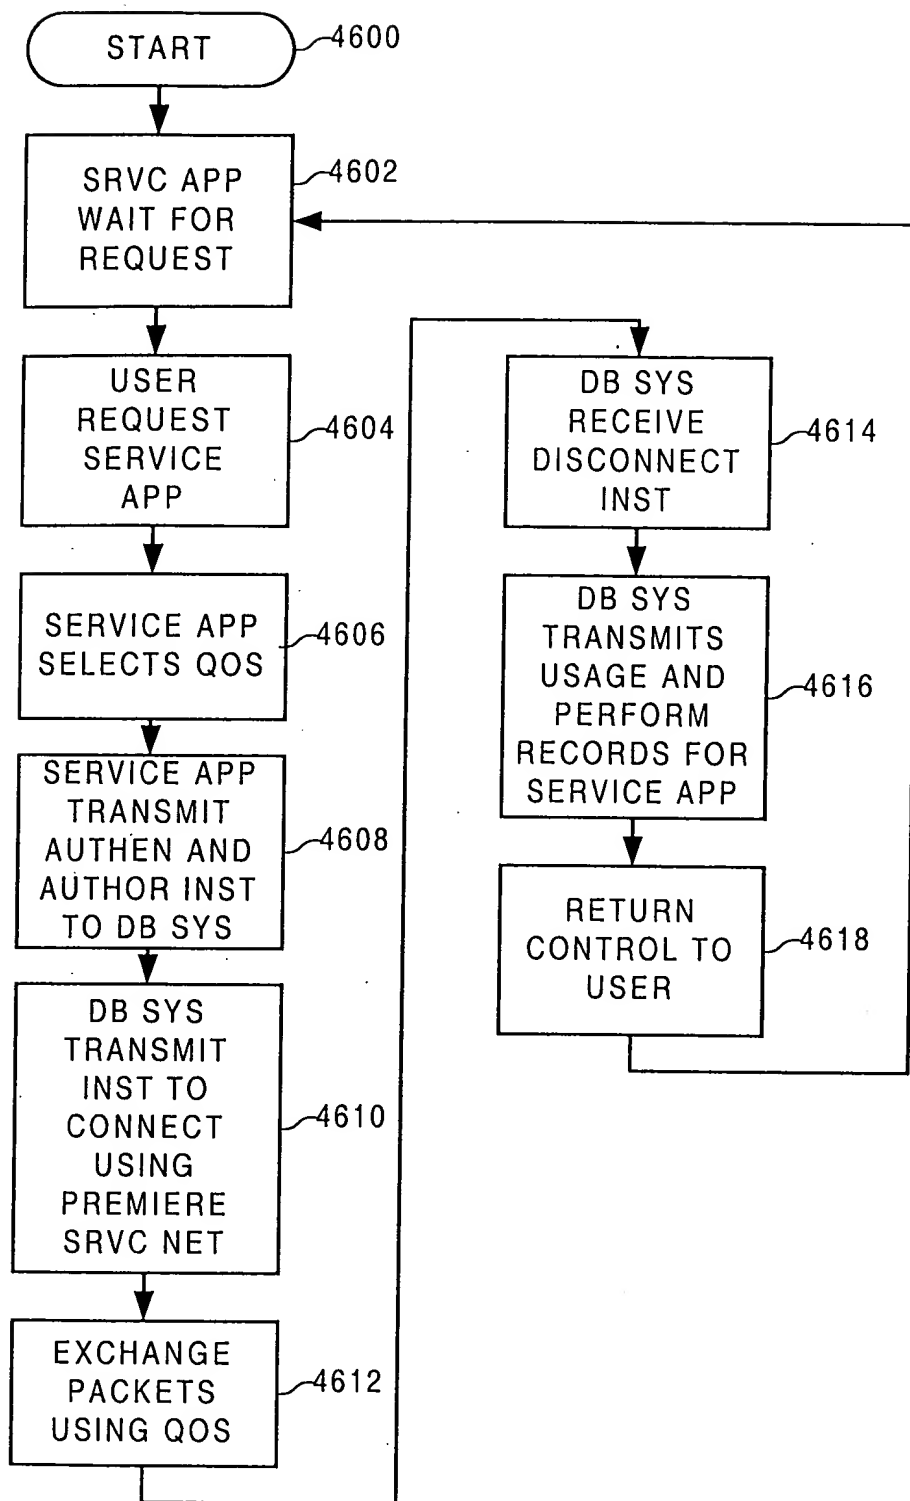 START
4600
SRVC APP
WAIT FOR
REQUEST
4602
USER
REQUEST
SERVICE
APP
4604
SERVICE APP
SELECTS QOS
4606
SERVICE APP
TRANSMIT
AUTHEN AND
AUTHOR INST
TO DB SYS
4608
DB SYS
TRANSMIT
INST TO
CONNECT
USING
PREMIERE
SRVC NET
4610
EXCHANGE
PACKETS
USING QOS
4612
DB SYS
RECEIVE
DISCONNECT
INST
4614
DB SYS
TRANSMITS
USAGE AND
PERFORM
RECORDS FOR
SERVICE APP
4616
RETURN
CONTROL TO
USER
4618